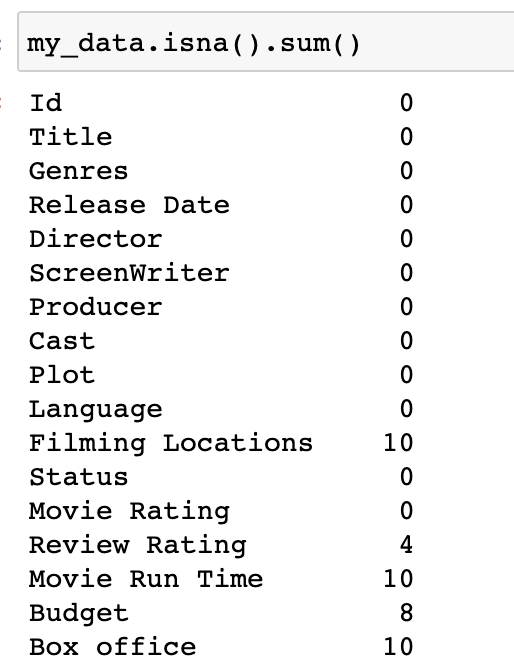 my_data.isna().sum()
Id 0
Title 0
Genres 0
Release Date 0
Director 0
ScreenWriter 0
Producer 0
Cast 0
Plot 0
Language 0
Filming Locations 10
Status 0
Movie Rating 0
Review Rating 4
Movie Run Time 10
Budget 8
Box office 10